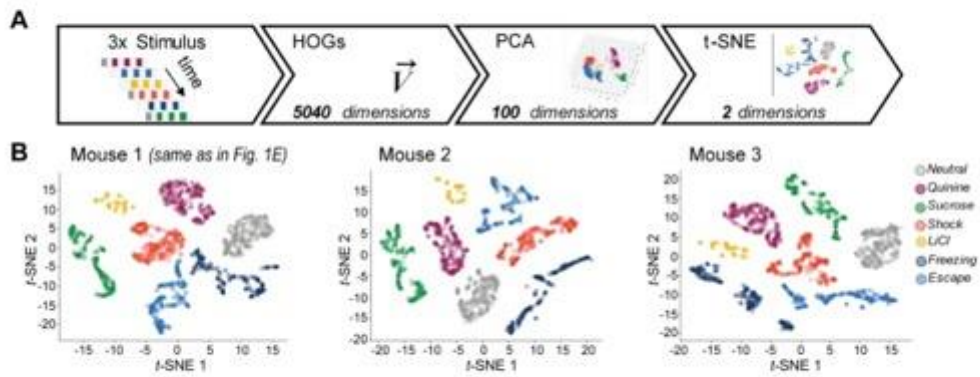 A
3x Stimulus
time
HOGs
V
5040 dimensions
PCA
100 dimensions
t-SNE
2 dimensions
B
Mouse 1 (same as in Fig. 1E)
Mouse 2
Mouse 3
t-SNE 2
15
10
5
0
-5
-10
-15
-20
-15 -10 -5 0 5 10 15
t-SNE 1
t-SNE 2
15
10
5
0
-5
-10
-15
-20
-20 -15 -10 -5 0 5 10 15 20
t-SNE 1
t-SNE 2
20
15
10
5
0
-5
-10
-15
-20
-20 -15 -10 -5 0 5 10 15
t-SNE 1
Neutral
Quinine
Sucrose
Shock
LiCl
Freezing
Escape